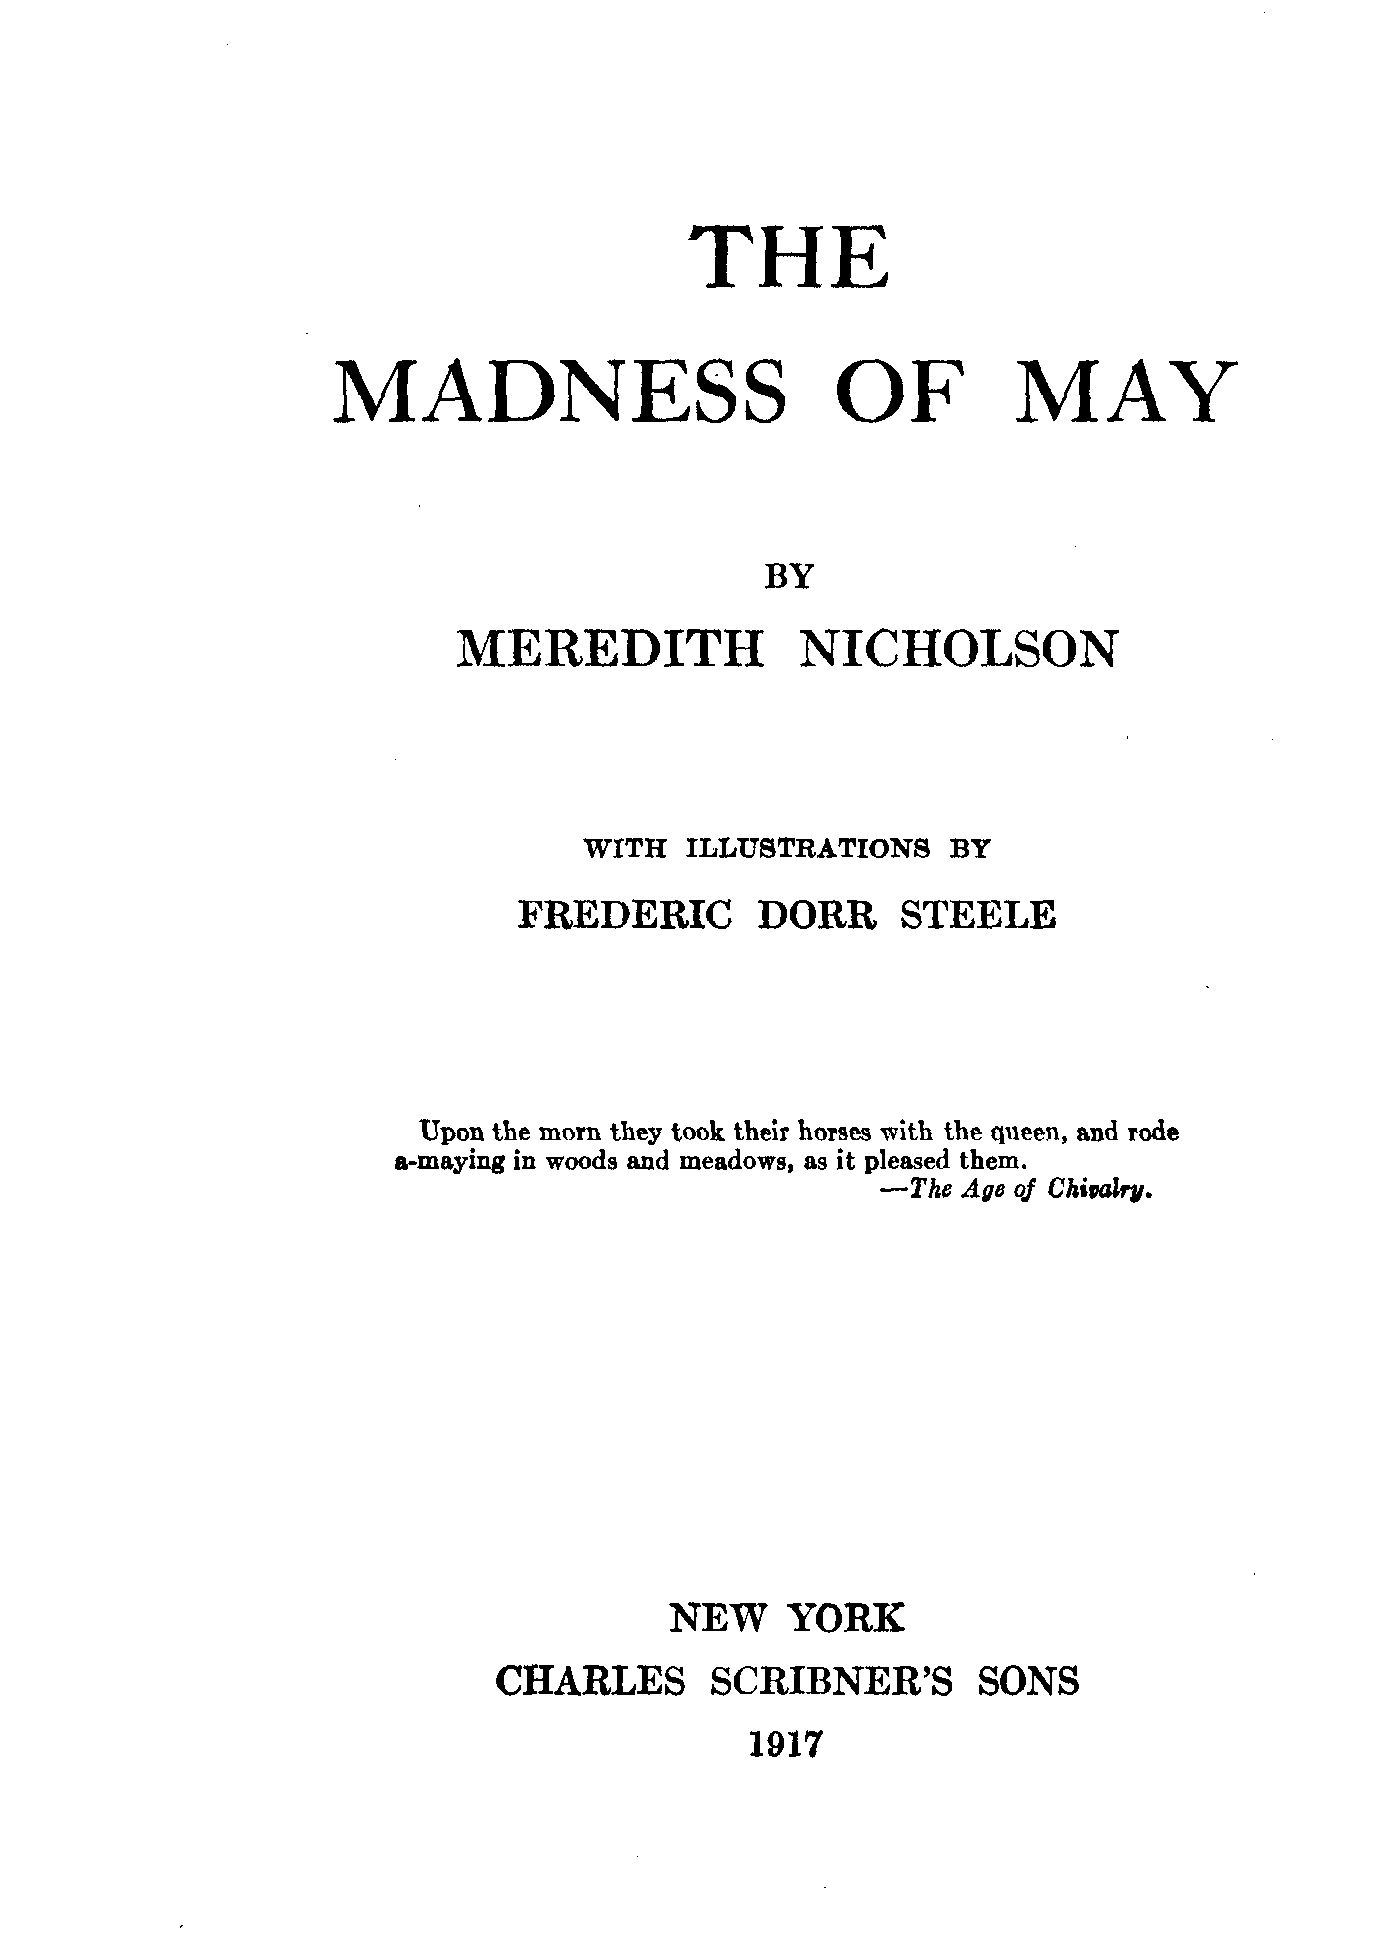 THE
MADNESS OF MAY
BY
MEREDITH NICHOLSON
WITH ILLUSTRATIONS BY
FREDERIC DORR STEELE
Upon the morn they took their horses with the queen, and rode
a-maying in woods and meadows, as it pleased them.
—The Age of Chivalry.
NEW YORK
CHARLES SCRIBNER'S SONS
1917